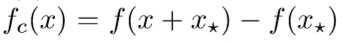 f_c(x) = f(x + x_⋆) − f(x_⋆)